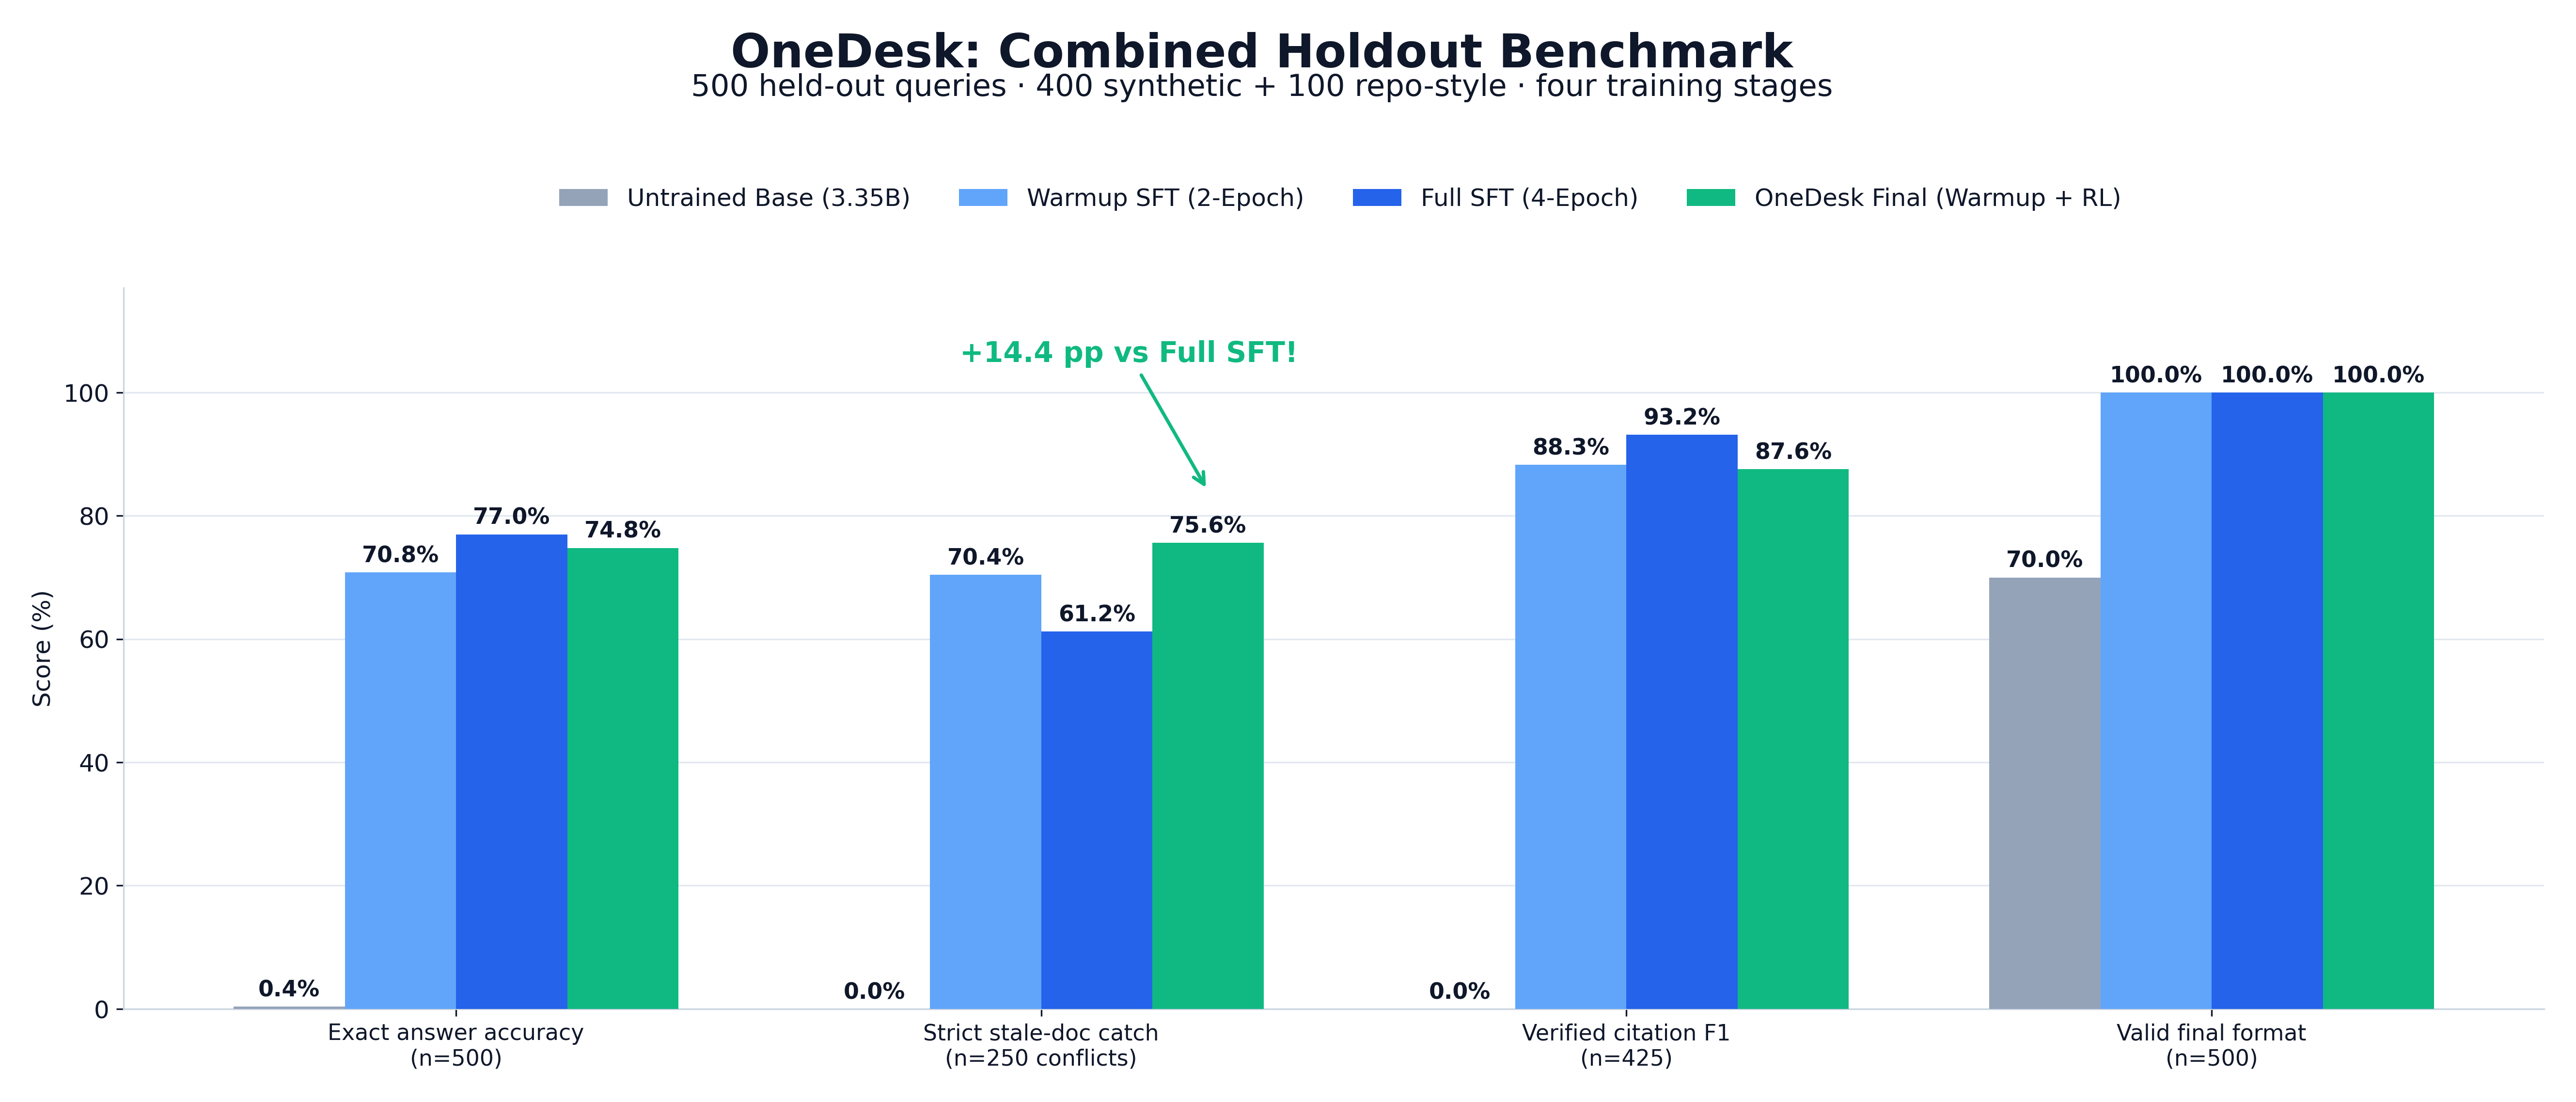 OneDesk: Combined Holdout Benchmark
500 held-out queries · 400 synthetic + 100 repo-style · four training stages
Untrained Base (3.35B)
Warmup SFT (2-Epoch)
Full SFT (4-Epoch)
OneDesk Final (Warmup + RL)
Score (%)
100
80
60
40
20
0
+14.4 pp vs Full SFT!
0.4%
70.8%
77.0%
74.8%
0.0%
70.4%
61.2%
75.6%
0.0%
88.3%
93.2%
87.6%
70.0%
100.0%
100.0%
100.0%
Exact answer accuracy
(n=500)
Strict stale-doc catch
(n=250 conflicts)
Verified citation F1
(n=425)
Valid final format
(n=500)